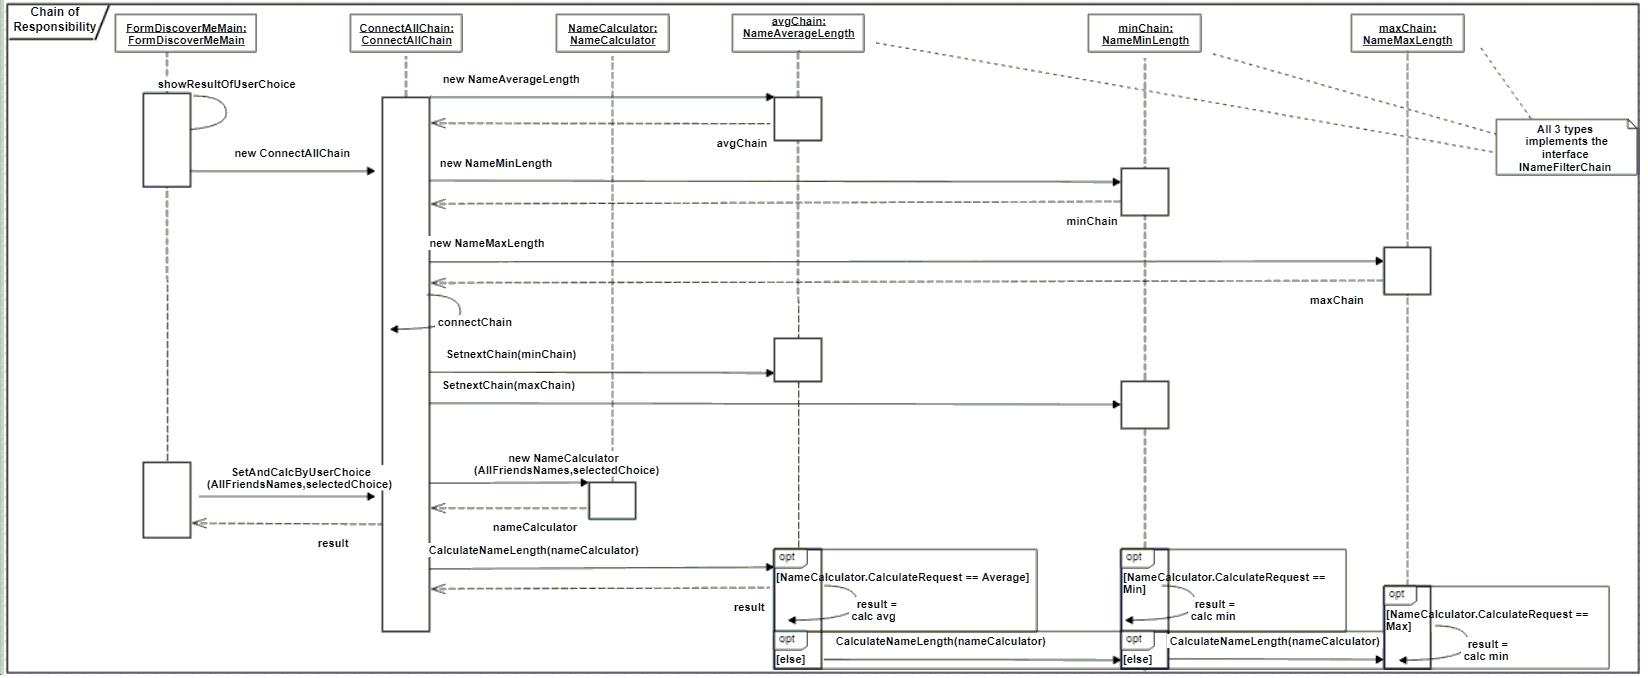 Chain of
Responsibility
FormDiscoverMeMain:
FormDiscoverMeMain
ConnectAllChain:
ConnectAllChain
NameCalculator:
NameCalculator
avgChain:
NameAverageLength
minChain:
NameMinLength
maxChain:
NameMaxLength
showResultOfUserChoice
new NameAverageLength
avgChain
new ConnectAllChain
All 3 types
implements the
interface
INameFilterChain
new NameMinLength
minChain
new NameMaxLength
maxChain
connectChain
SetnextChain(minChain)
SetnextChain(maxChain)
SetAndCalcByUserChoice
(AllFriendsNames,selectedChoice)
new NameCalculator
(AllFriendsNames,selectedChoice)
nameCalculator
result
CalculateNameLength(nameCalculator)
result
opt
[NameCalculator.CalculateRequest == Average]
result =
calc avg
opt
[else]
CalculateNameLength(nameCalculator)
opt
[NameCalculator.CalculateRequest ==
Min]
result =
calc min
opt
[else]
CalculateNameLength(nameCalculator)
opt
[NameCalculator.CalculateRequest ==
Max]
result =
calc min